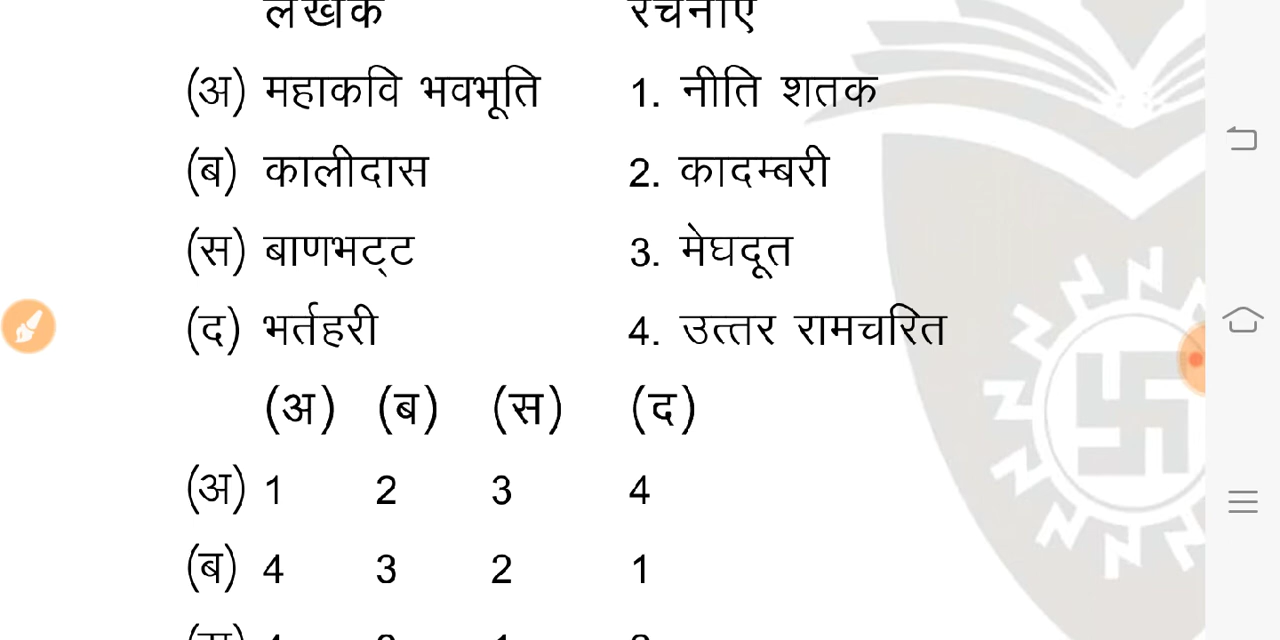 लेखक रचनाएं
(अ) महाकवि भवभूति 1. नीति शतक
(ब) कालीदास 2. कादम्बरी
(स) बाणभट्‌ट 3. मेघदूत
(द) भर्तहरी 4. उत्तर रामचरित
(अ) (ब) (स) (द)
(अ) 1 2 3 4
(ब) 4 3 2 1